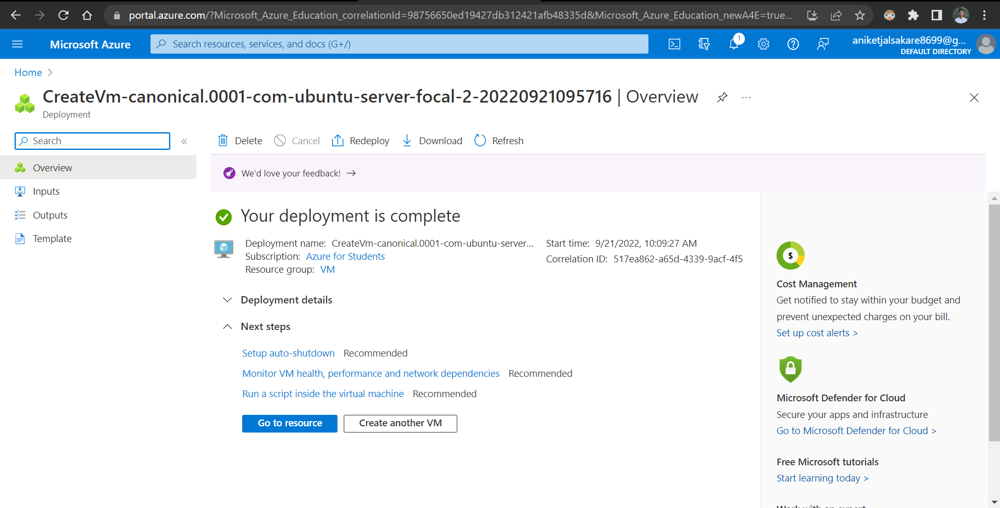 portal.azure.com/?Microsoft_Azure_Education_correlationId=98756650ed19427db312421afb48335d&Microsoft_Azure_Education_newA4E=true...
Microsoft Azure
Search resources, services, and docs (G+/)
1
aniketjalsakare8699@g...
DEFAULT DIRECTORY
Home
CreateVm-canonical.0001-com-ubuntu-server-focal-2-20220921095716 | Overview
Deployment
Search
Delete
Cancel
Redeploy
Download
Refresh
Overview
Inputs
Outputs
Template
We'd love your feedback!
Your deployment is complete
Deployment name: CreateVm-canonical.0001-com-ubuntu-server...
Subscription: Azure for Students
Resource group: VM
Start time: 9/21/2022, 10:09:27 AM
Correlation ID: 517ea862-a65d-4339-9acf-4f5
Deployment details
Next steps
Setup auto-shutdown Recommended
Monitor VM health, performance and network dependencies Recommended
Run a script inside the virtual machine Recommended
Go to resource
Create another VM
$
Cost Management
Get notified to stay within your budget and
prevent unexpected charges on your bill.
Set up cost alerts >
Microsoft Defender for Cloud
Secure your apps and infrastructure
Go to Microsoft Defender for Cloud >
Free Microsoft tutorials
Start learning today >
Work with an expert